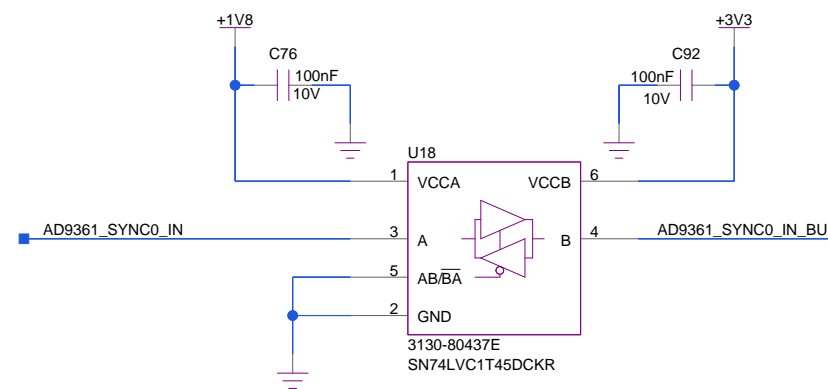 +1V8
+3V3
C76
C92
100nF
10V
100nF
10V
U18
1
VCCA
VCCB
6
AD9361_SYNC0_IN
3
A
B
4
AD9361_SYNC0_IN_BU
5
AB/B̅A̅
2
GND
3130-80437E
SN74LVC1T45DCKR